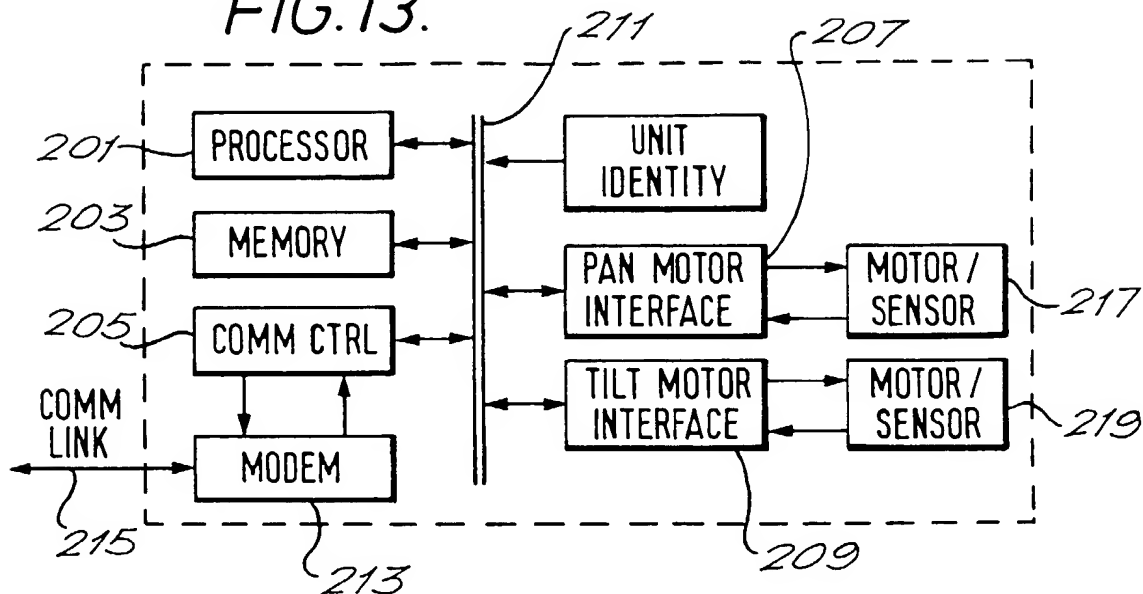 FIG.13.
211
207
201
PROCESSOR
UNIT
IDENTITY
203
MEMORY
PAN MOTOR
INTERFACE
MOTOR /
SENSOR
217
205
COMM CTRL
TILT MOTOR
INTERFACE
MOTOR /
SENSOR
219
COMM
LINK
MODEM
215
213
209